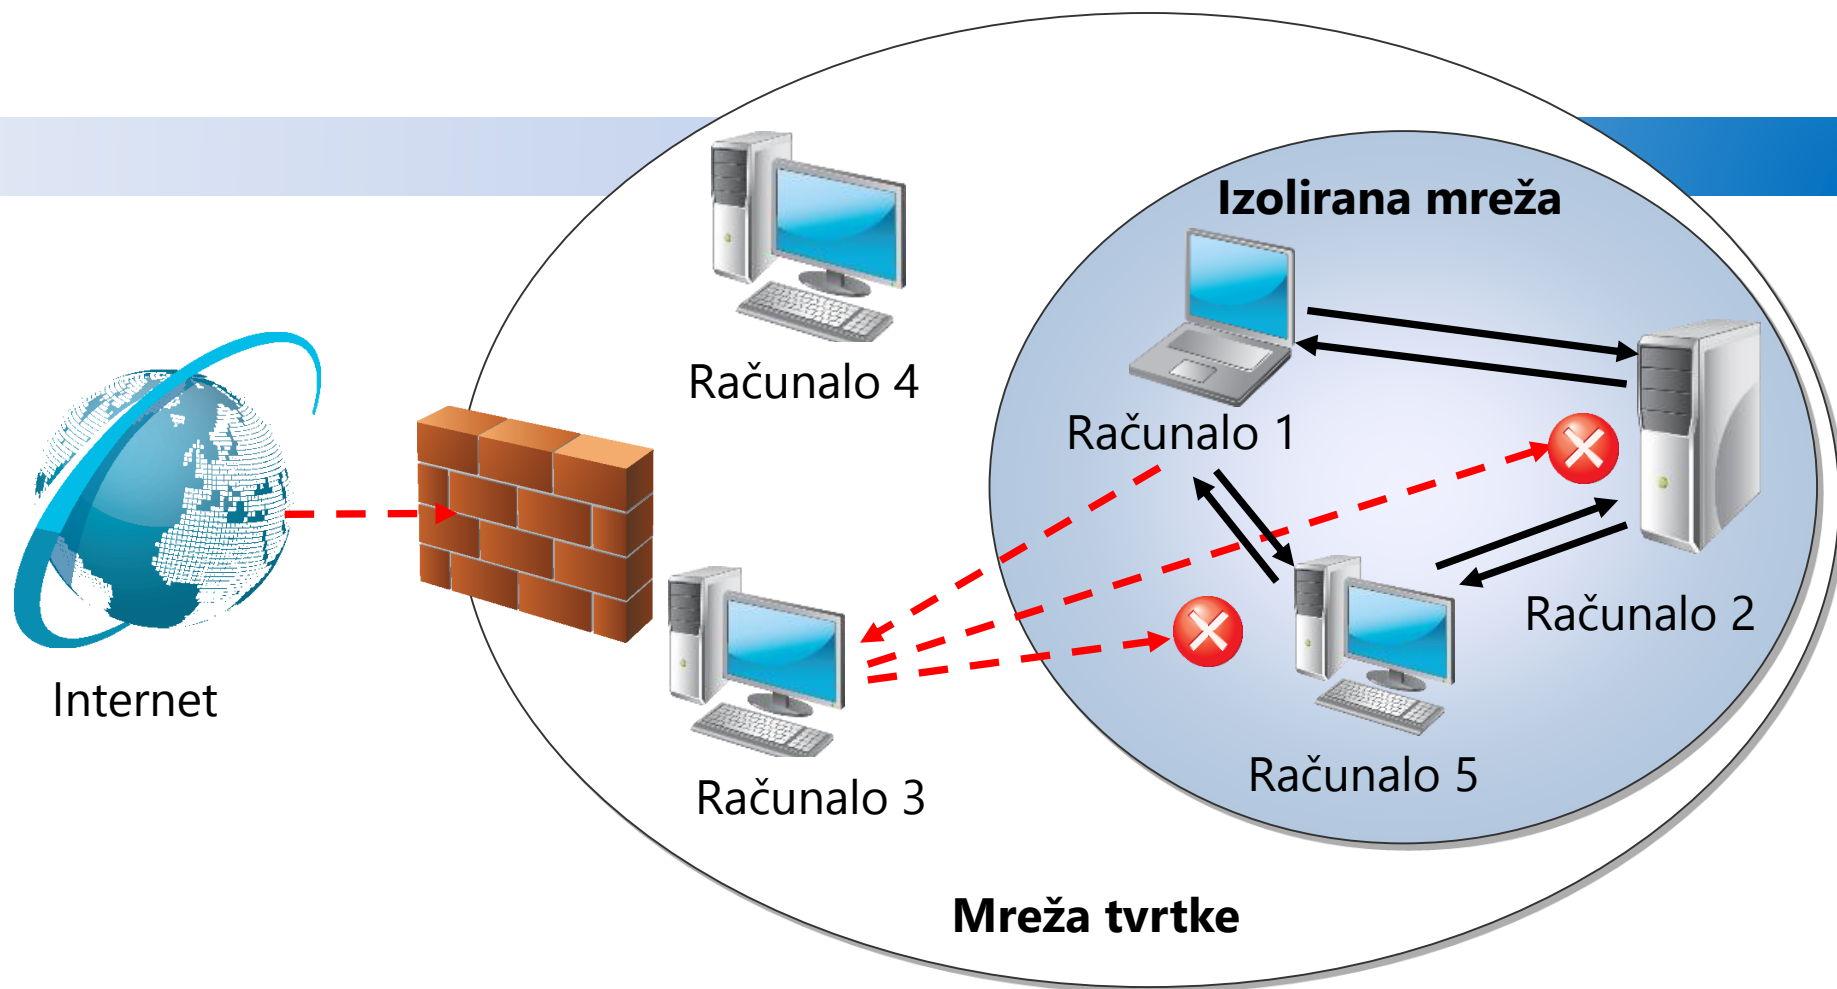 Izolirana mreža
Računalo 4
Računalo 1
Računalo 2
Internet
Računalo 3
Računalo 5
Mreža tvrtke